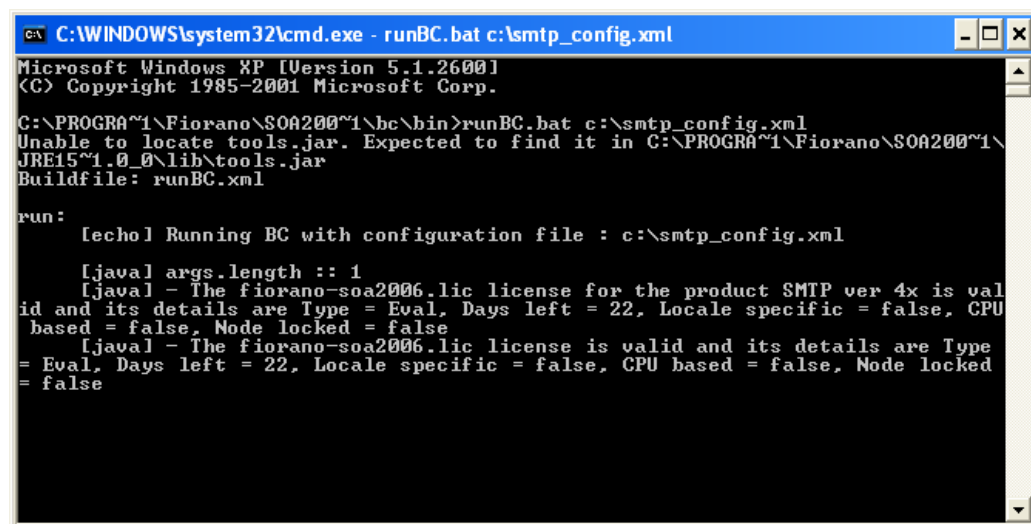 C:\WINDOWS\system32\cmd.exe - runBC.bat c:\smtp_config.xml
Microsoft Windows XP [Version 5.1.2600]
(C) Copyright 1985-2001 Microsoft Corp.
C:\PROGRA~1\Fiorano\SOA200~1\bc\bin>runBC.bat c:\smtp_config.xml
Unable to locate tools.jar. Expected to find it in C:\PROGRA~1\Fiorano\SOA200~1\
JRE15~1.0_0\lib\tools.jar
Buildfile: runBC.xml
run:
[echo] Running BC with configuration file : c:\smtp_config.xml
[java] args.length :: 1
[java] - The fiorano-soa2006.lic license for the product SMTP ver 4x is val
id and its details are Type = Eval, Days left = 22, Locale specific = false, CPU
based = false, Node locked = false
[java] - The fiorano-soa2006.lic license is valid and its details are Type
= Eval, Days left = 22, Locale specific = false, CPU based = false, Node locked
= false